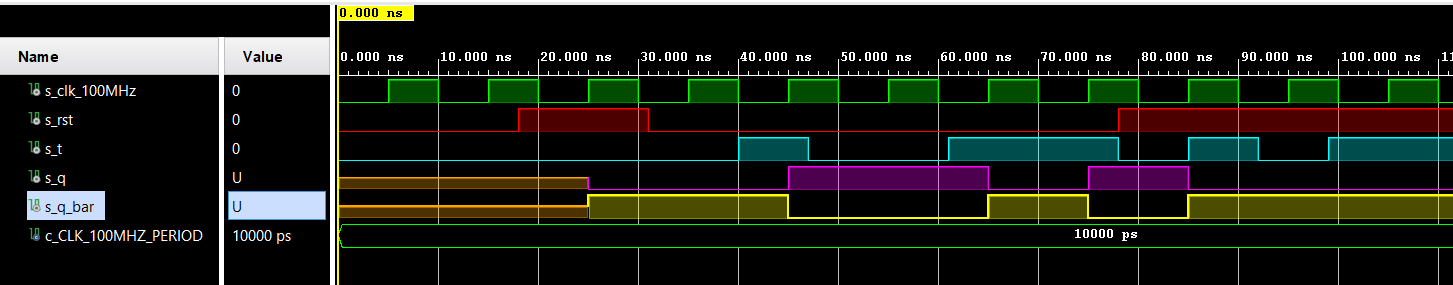 0.000 ns
Name Value
0.000 ns 10.000 ns 20.000 ns 30.000 ns 40.000 ns 50.000 ns 60.000 ns 70.000 ns 80.000 ns 90.000 ns 100.000 ns
s_clk_100MHz 0
s_rst 0
s_t 0
s_q U
s_q_bar U
c_CLK_100MHZ_PERIOD 10000 ps 10000 ps